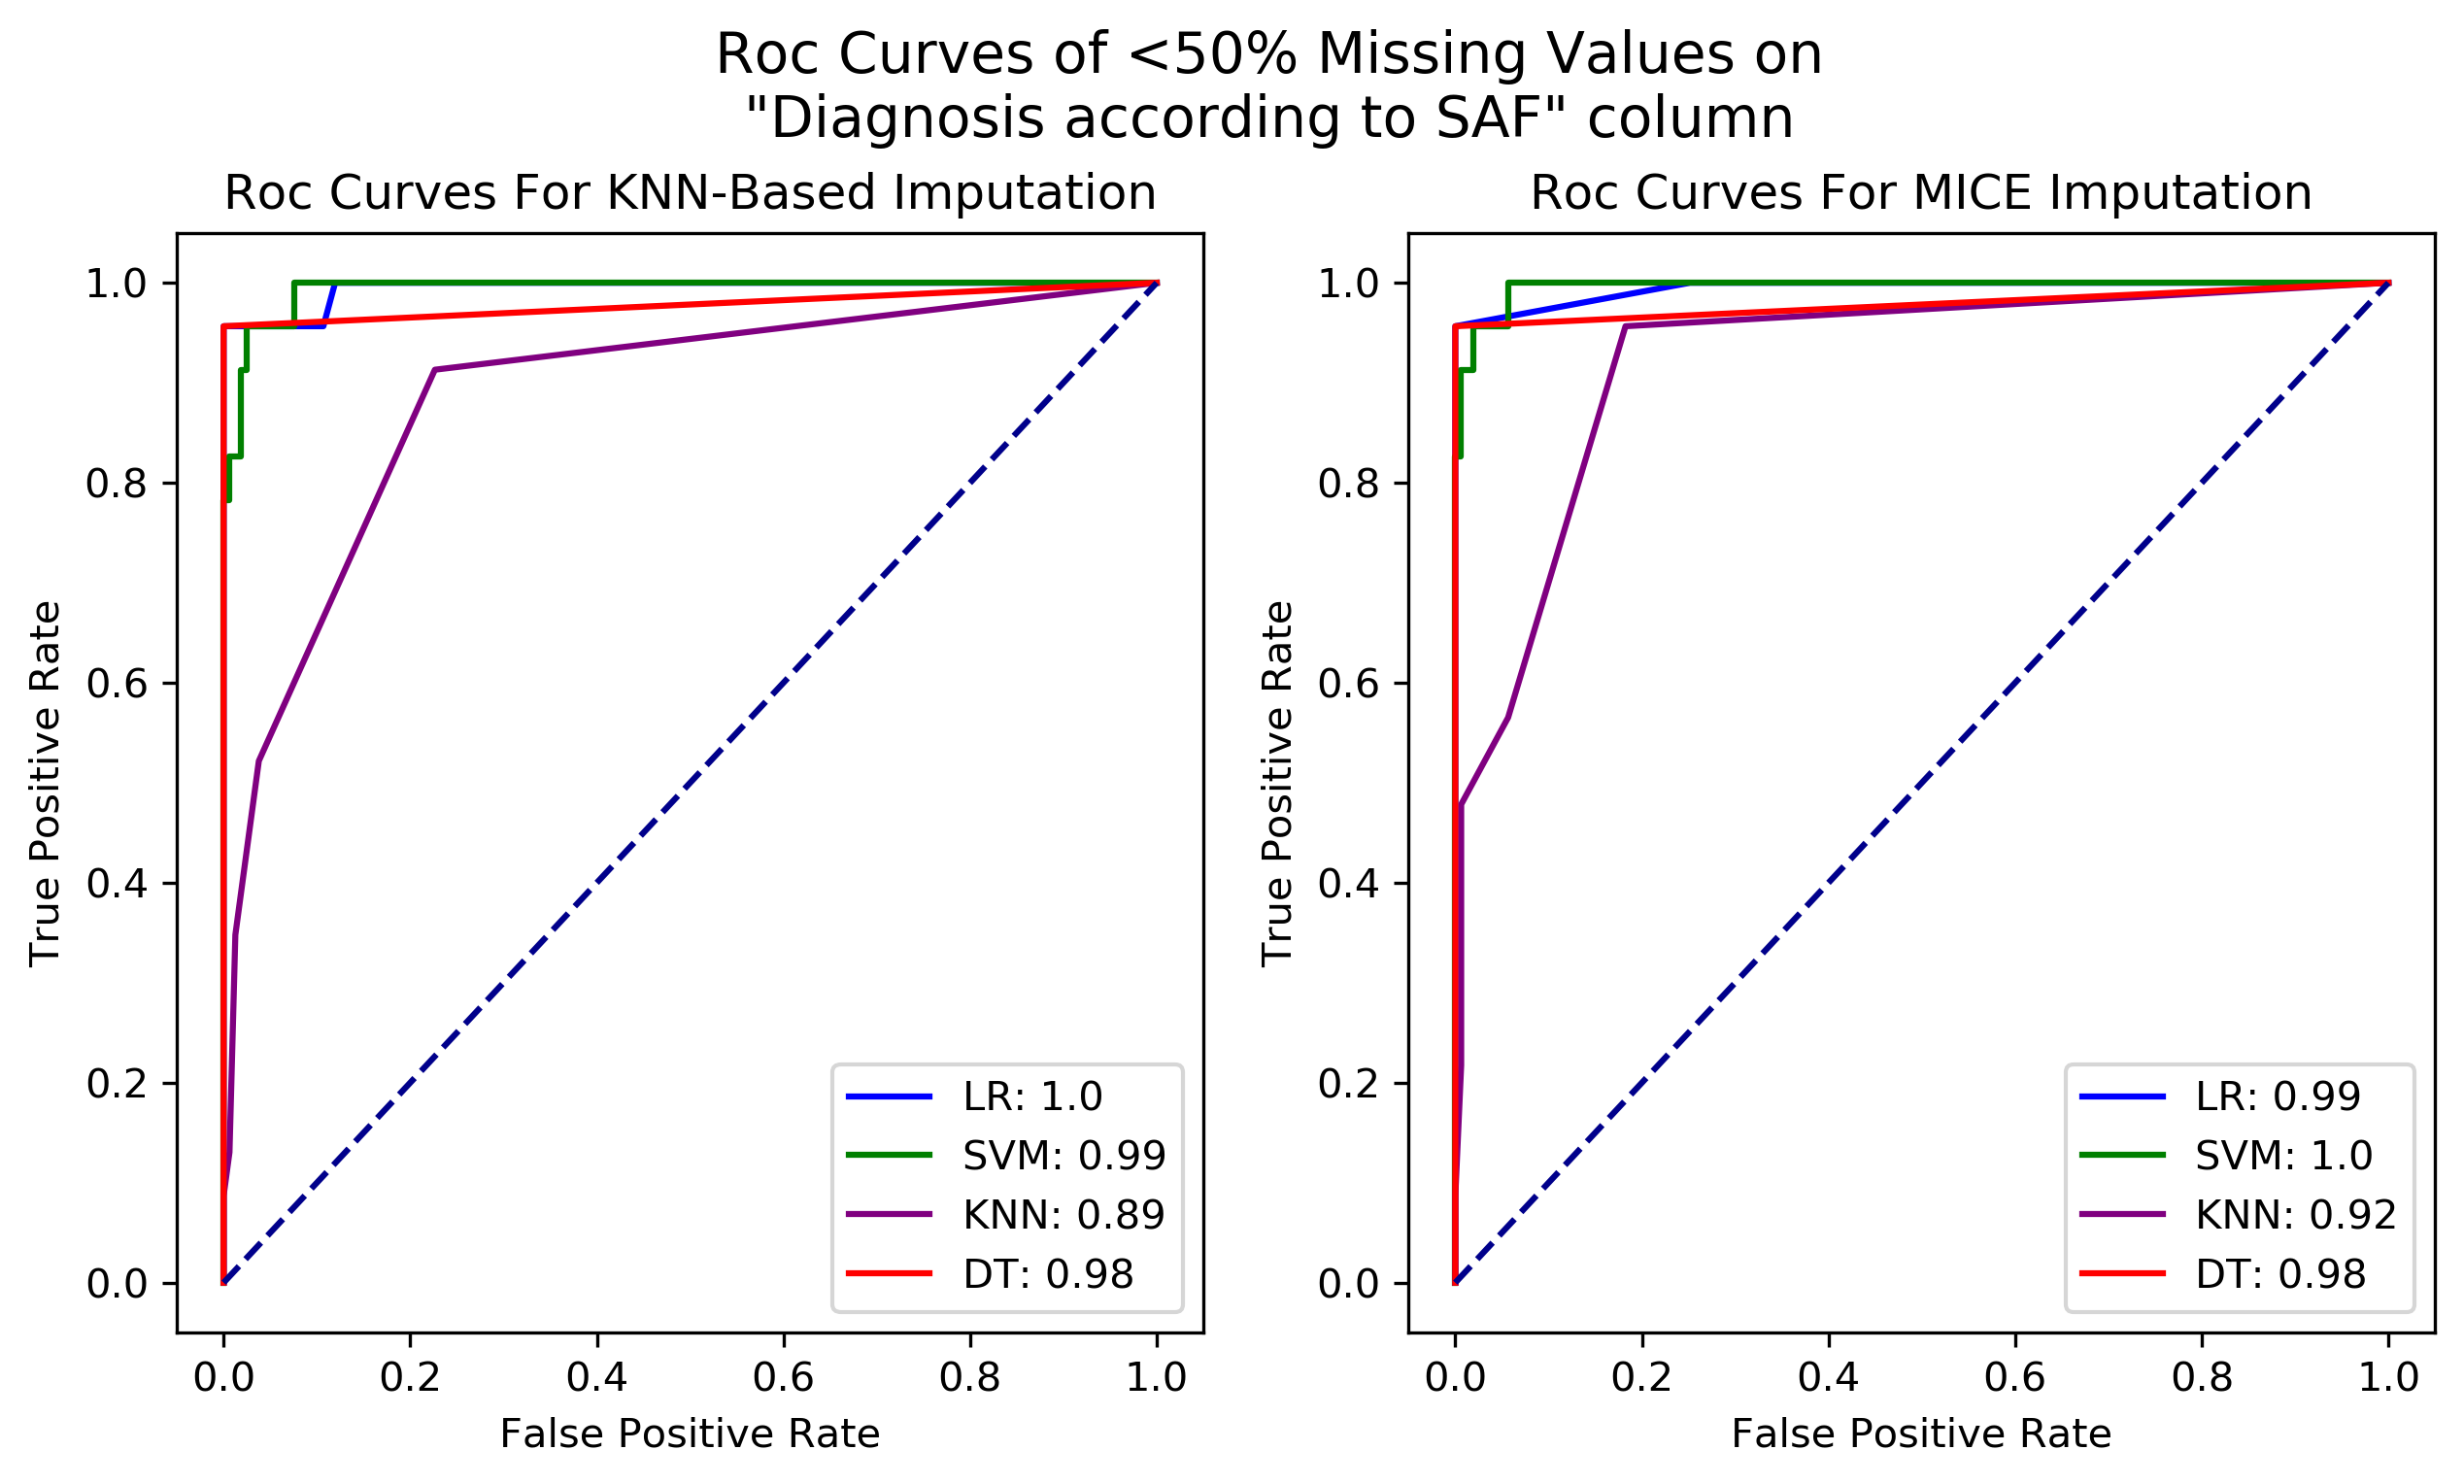 Roc Curves of <50% Missing Values on
"Diagnosis according to SAF" column
Roc Curves For KNN-Based Imputation
True Positive Rate
1.0
0.8
0.6
0.4
0.2
0.0
0.0 0.2 0.4 0.6 0.8 1.0
False Positive Rate
LR: 1.0
SVM: 0.99
KNN: 0.89
DT: 0.98
Roc Curves For MICE Imputation
True Positive Rate
1.0
0.8
0.6
0.4
0.2
0.0
0.0 0.2 0.4 0.6 0.8 1.0
False Positive Rate
LR: 0.99
SVM: 1.0
KNN: 0.92
DT: 0.98